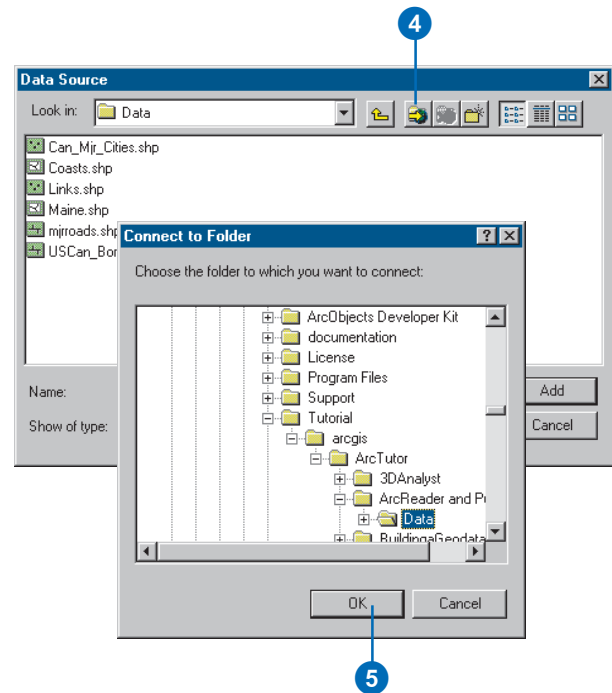 4
Data Source
Look in: Data
Can_Mjr_Cities.shp
Coasts.shp
Links.shp
Maine.shp
mjrroads.shp
USCan_Bor
Connect to Folder
Choose the folder to which you want to connect:
ArcObjects Developer Kit
documentation
License
Program Files
Support
Tutorial
arcgis
ArcTutor
3DAnalyst
ArcReader and Pu
Data
BuildingaGeodata
Name:
Add
Show of type:
Cancel
OK
Cancel
5